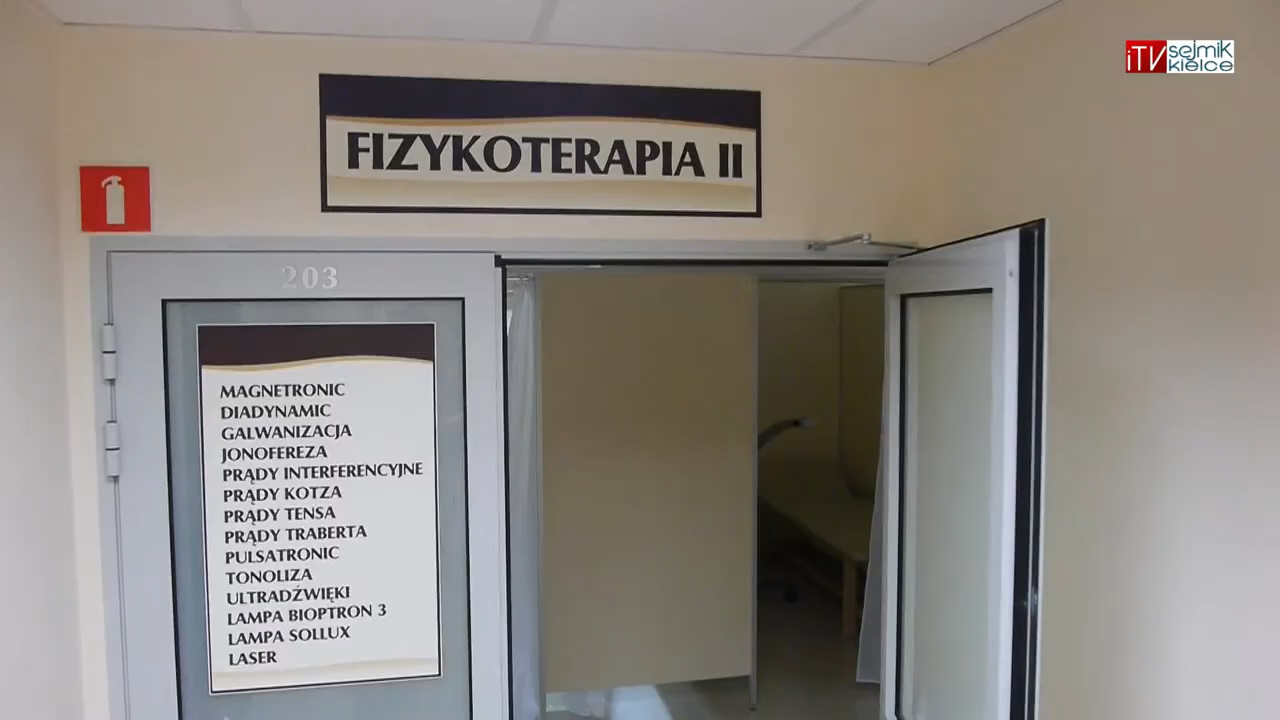 iTV sejmik
kielce
FIZYKOTERAPIA II
203
MAGNETRONIC
DIADYNAMIC
GALWANIZACJA
JONOFEREZA
PRĄDY INTERFERENCYJNE
PRĄDY KOTZA
PRĄDY TENSA
PRĄDY TRABERTA
PULSATRONIC
TONOLIZA
ULTRADŹWIĘKI
LAMPA BIOPTRON 3
LAMPA SOLLUX
LASER